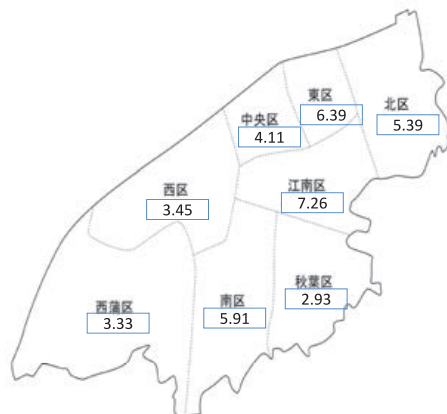 東区
6.39
北区
5.39
中央区
4.11
西区
3.45
江南区
7.26
秋葉区
2.93
南区
5.91
西蒲区
3.33